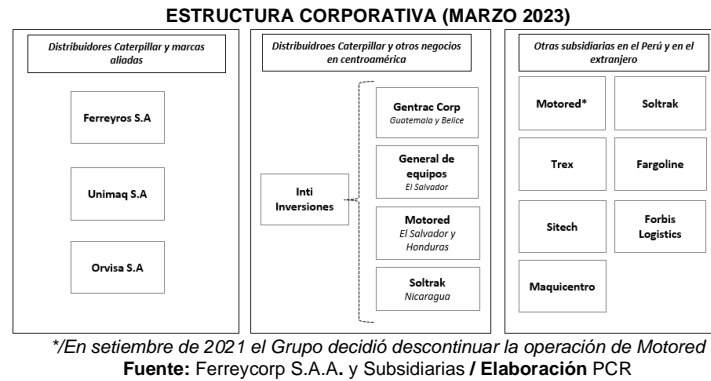 ESTRUCTURA CORPORATIVA (MARZO 2023)
Distribuidores Caterpillar y marcas
aliadas
Ferreyros S.A
Unimaq S.A
Orvisa S.A
Distribuidroes Caterpillar y otros negocios
en centroamérica
Inti
Inversiones
Gentrac Corp
Guatemala y Belice
General de
equipos
El Salvador
Motored
El Salvador y
Honduras
Soltrak
Nicaragua
Otras subsidiarias en el Perú y en el
extranjero
Motored*
Soltrak
Trex
Fargoline
Sitech
Forbis
Logistics
Maquicentro
*/En setiembre de 2021 el Grupo decidió descontinuar la operación de Motored
Fuente: Ferreycorp S.A.A. y Subsidiarias / Elaboración PCR